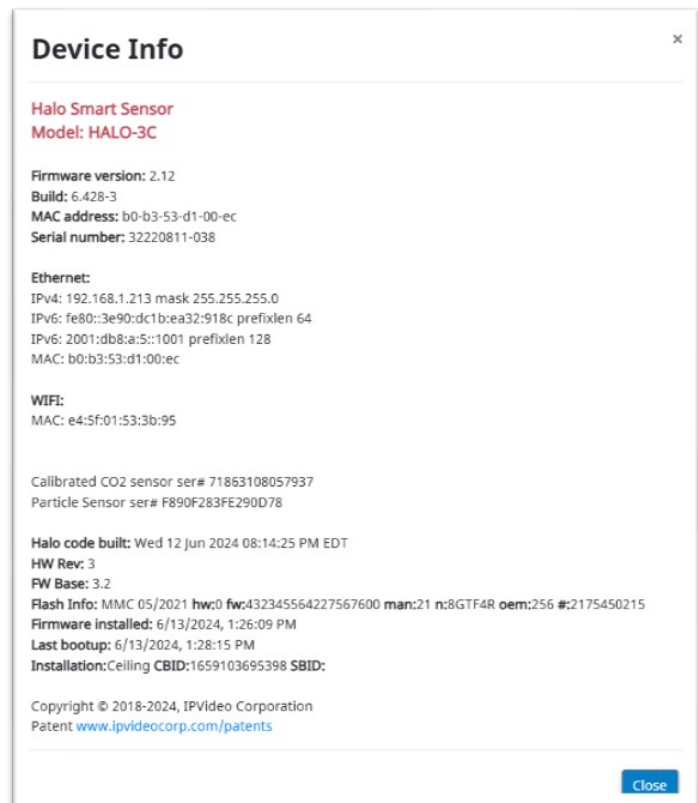 Device Info
×
Halo Smart Sensor
Model: HALO-3C
Firmware version: 2.12
Build: 6.428-3
MAC address: b0-b3-53-d1-00-ec
Serial number: 32220811-038
Ethernet:
IPv4: 192.168.1.213 mask 255.255.255.0
IPv6: fe80::3e90:dc1b:ea32:918c prefixlen 64
IPv6: 2001:db8:a:5::1001 prefixlen 128
MAC: b0:b3:53:d1:00:ec
WIFI:
MAC: e4:5f:01:53:3b:95
Calibrated CO2 sensor ser# 71863108057937
Particle Sensor ser# F890F283FE290D78
Halo code built: Wed 12 Jun 2024 08:14:25 PM EDT
HW Rev: 3
FW Base: 3.2
Flash Info: MMC 05/2021 hw:0 fw:432345564227567600 man:21 n:8GTF4R oem:256 #:2175450215
Firmware installed: 6/13/2024, 1:26:09 PM
Last bootup: 6/13/2024, 1:28:15 PM
Installation:Ceiling CBID:1659103695398 SBID:
Copyright © 2018-2024, IPVideo Corporation
Patent www.ipvideocorp.com/patents
Close